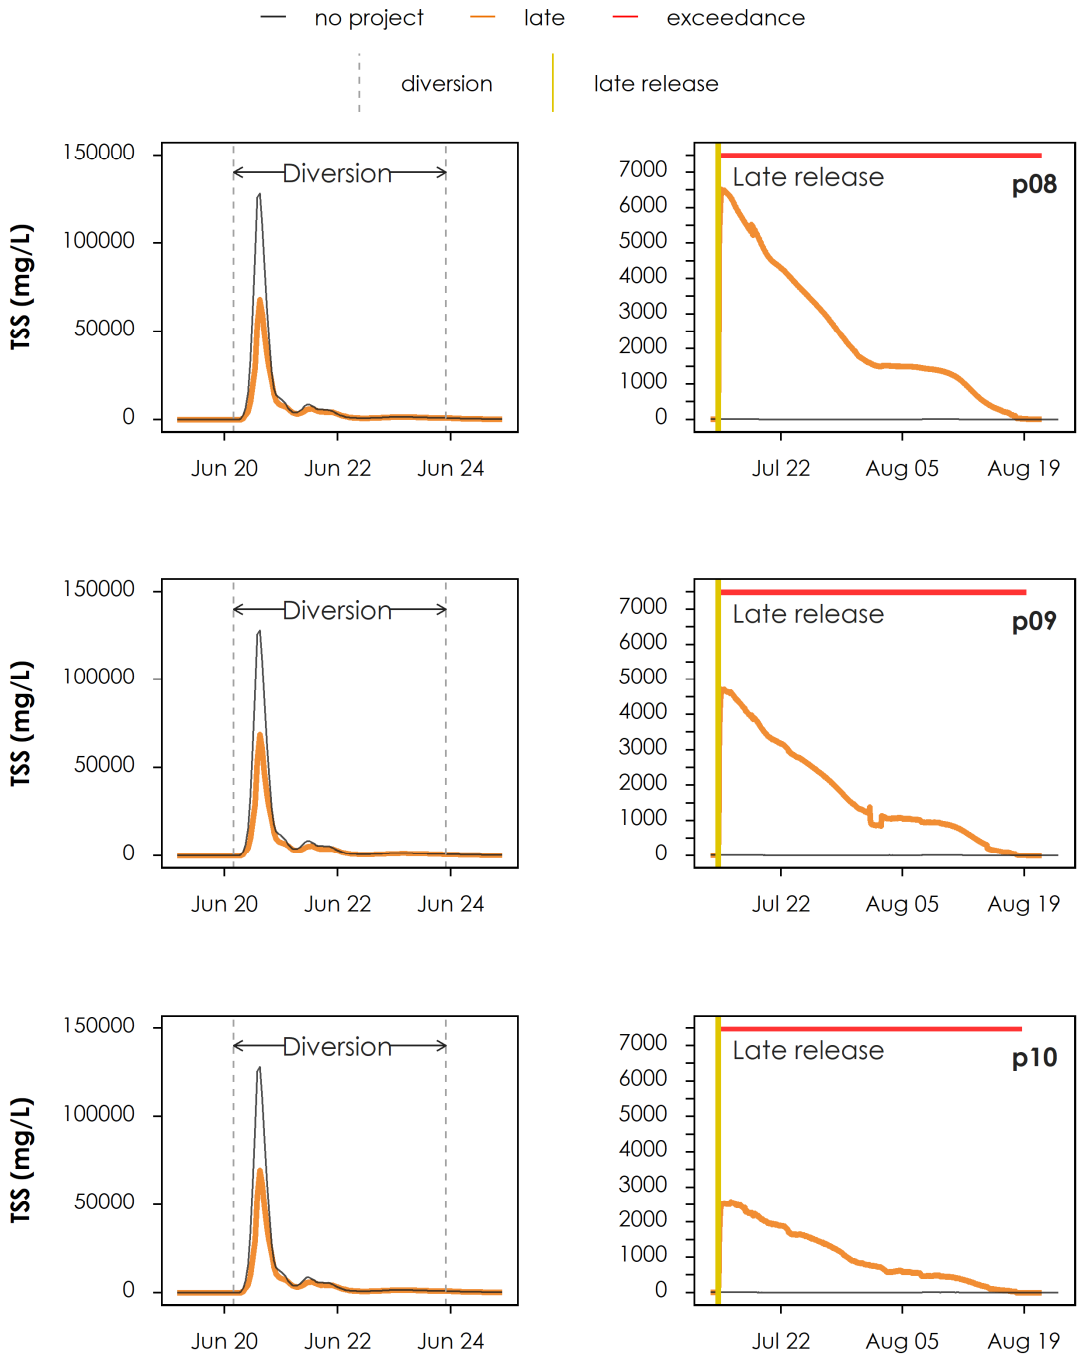 no project late exceedance
diversion late release
TSS (mg/L)
150000
100000
50000
0
Diversion
Jun 20 Jun 22 Jun 24
7000
6000
5000
4000
3000
2000
1000
0
Late release
p08
Jul 22 Aug 05 Aug 19
TSS (mg/L)
150000
100000
50000
0
Diversion
Jun 20 Jun 22 Jun 24
7000
6000
5000
4000
3000
2000
1000
0
Late release
p09
Jul 22 Aug 05 Aug 19
TSS (mg/L)
150000
100000
50000
0
Diversion
Jun 20 Jun 22 Jun 24
7000
6000
5000
4000
3000
2000
1000
0
Late release
p10
Jul 22 Aug 05 Aug 19